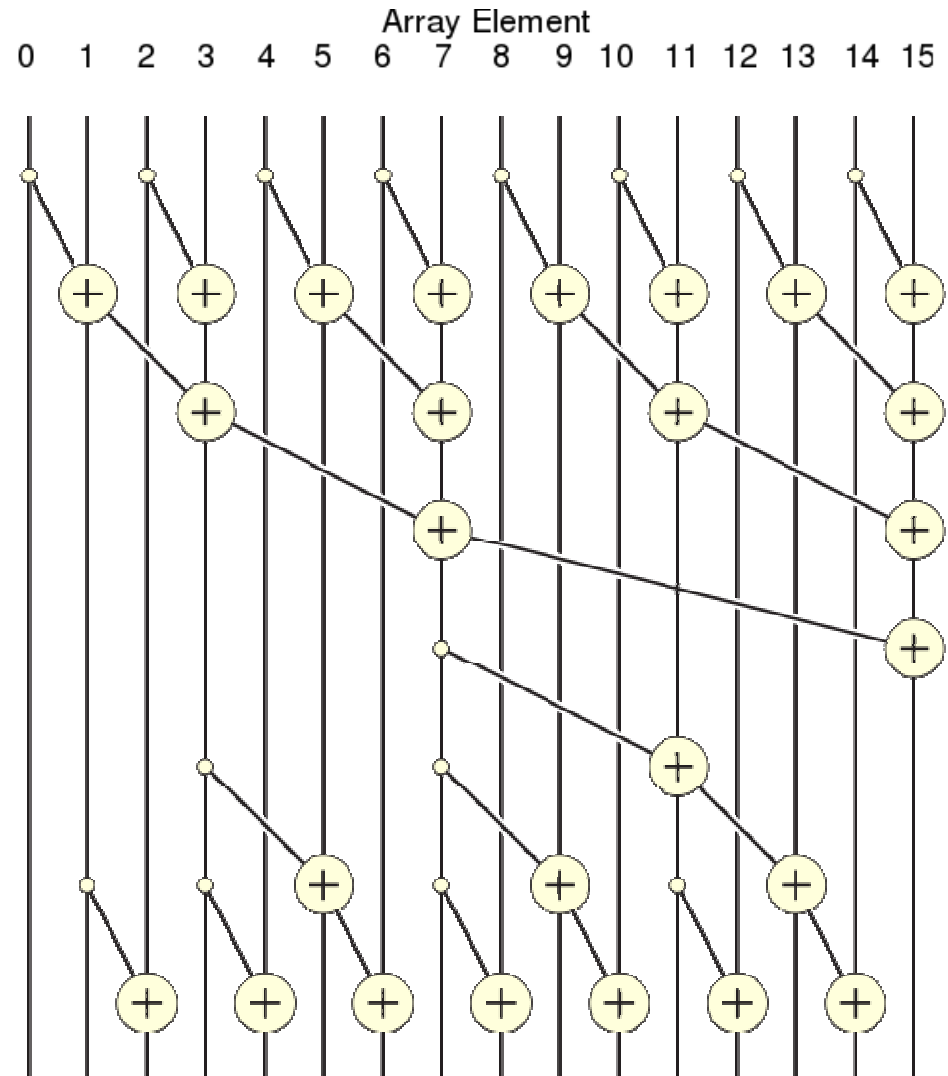 Array Element
0 1 2 3 4 5 6 7 8 9 10 11 12 13 14 15
+ + + + + + + +
+ + + +
+ +
+
+
+ + +
+ + + + + + +